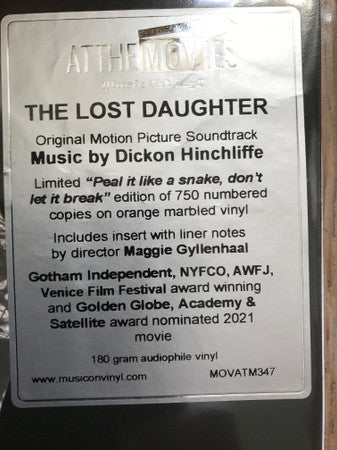 AT THE MOVIES
THE LOST DAUGHTER
Original Motion Picture Soundtrack
Music by Dickon Hinchliffe
Limited “Peal it like a snake, don't
let it break” edition of 750 numbered
copies on orange marbled vinyl
Includes insert with liner notes
by director Maggie Gyllenhaal
Gotham Independent, NYFCO, AWFJ,
Venice Film Festival award winning
and Golden Globe, Academy &
Satellite award nominated 2021
movie
180 gram audiophile vinyl
www.musiconvinyl.com MOVATM347